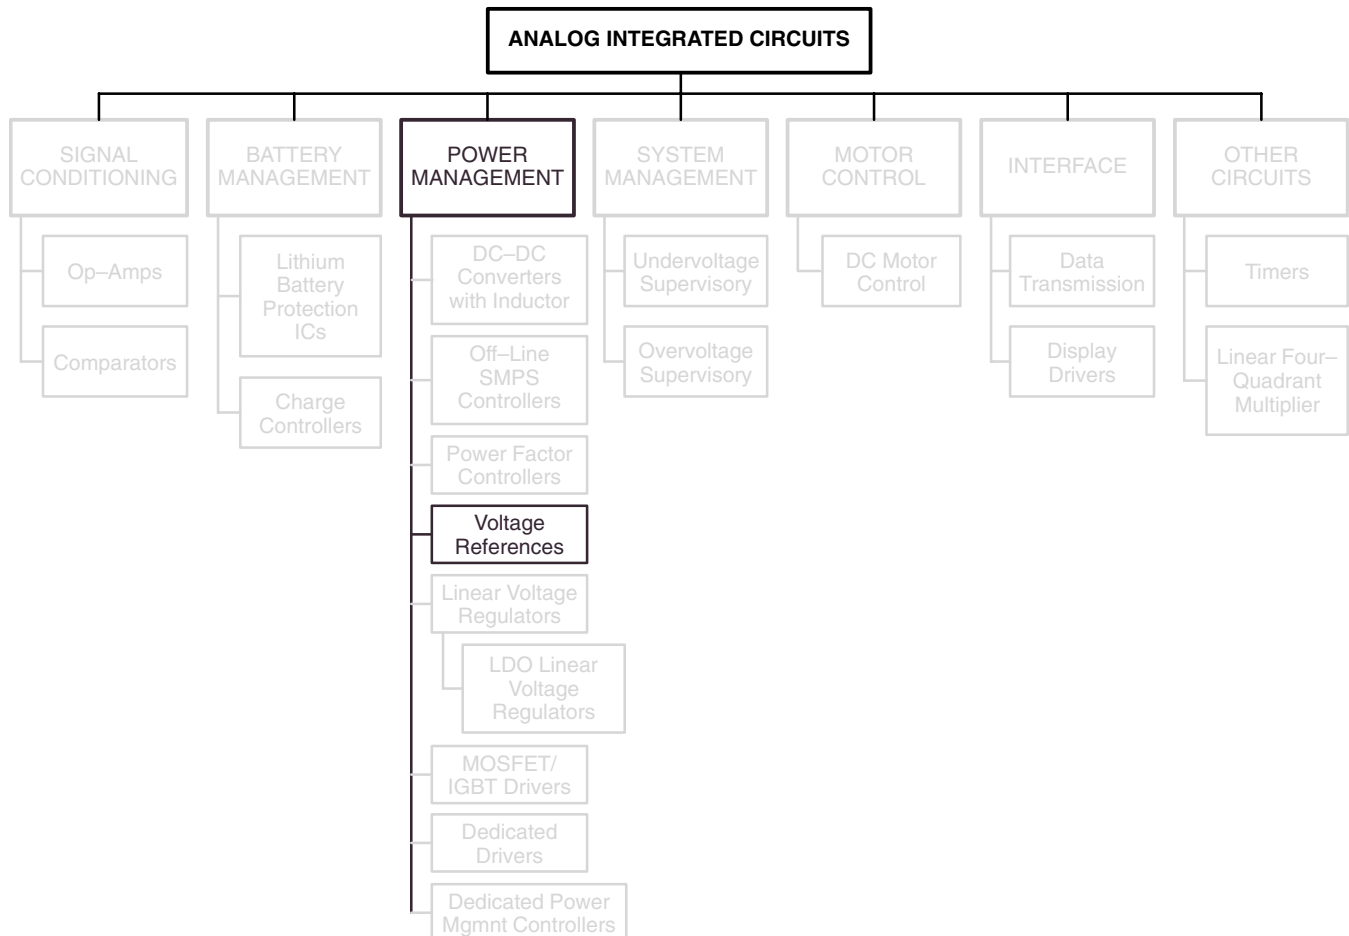 ANALOG INTEGRATED CIRCUITS
SIGNAL
CONDITIONING
Op–Amps
Comparators
BATTERY
MANAGEMENT
Lithium
Battery
Protection
ICs
Charge
Controllers
POWER
MANAGEMENT
DC–DC
Converters
with Inductor
Off–Line
SMPS
Controllers
Power Factor
Controllers
Voltage
References
Linear Voltage
Regulators
LDO Linear
Voltage
Regulators
MOSFET/
IGBT Drivers
Dedicated
Drivers
Dedicated Power
Mgmnt Controllers
SYSTEM
MANAGEMENT
Undervoltage
Supervisory
Overvoltage
Supervisory
MOTOR
CONTROL
DC Motor
Control
INTERFACE
Data
Transmission
Display
Drivers
OTHER
CIRCUITS
Timers
Linear Four–
Quadrant
Multiplier